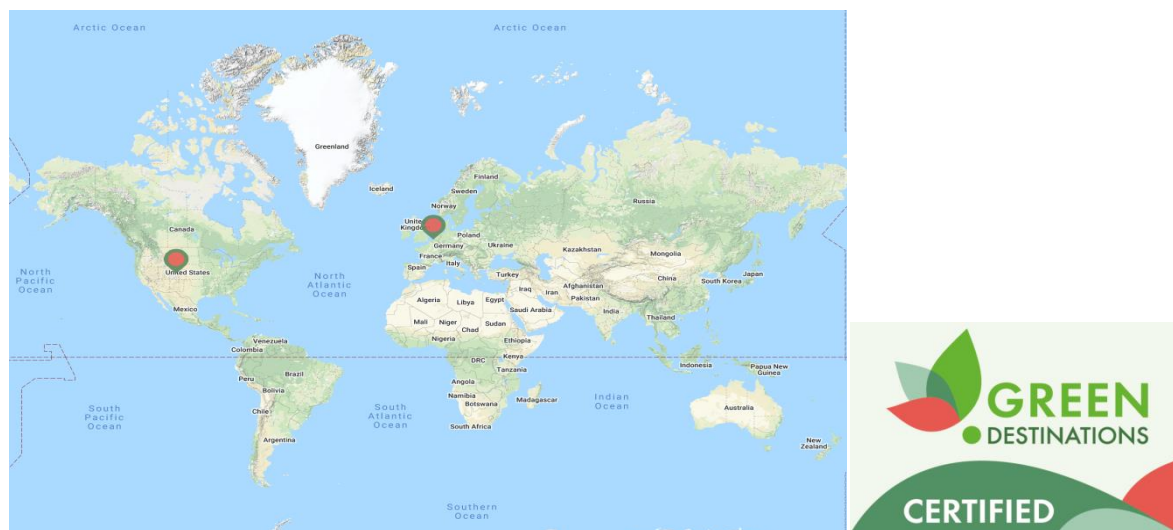 Arctic Ocean
Arctic Ocean
Greenland
Iceland
Finland
Sweden
Norway
Russia
Canada
United
Kingdom
Poland
Germany
Ukraine
France
Kazakhstan
Mongolia
North
Pacific
Ocean
United States
North
Atlantic
Ocean
Spain
Italy
Turkey
China
Japan
South Korea
Iraq
Iran
Afghanistan
Pakistan
Algeria
Libya
Egypt
Saudi Arabia
India
Mexico
Mali
Niger
Chad
Sudan
Thailand
Nigeria
Ethiopia
Venezuela
Colombia
DRC
Kenya
Tanzania
Indonesia
Papua New
Guinea
Peru
Brazil
Bolivia
Angola
Namibia
Botswana
Madagascar
South
Pacific
Ocean
Chile
South
Atlantic
Ocean
Indian
Ocean
Australia
South Africa
Argentina
New
Zealand
Southern
Ocean
GREEN
DESTINATIONS
CERTIFIED